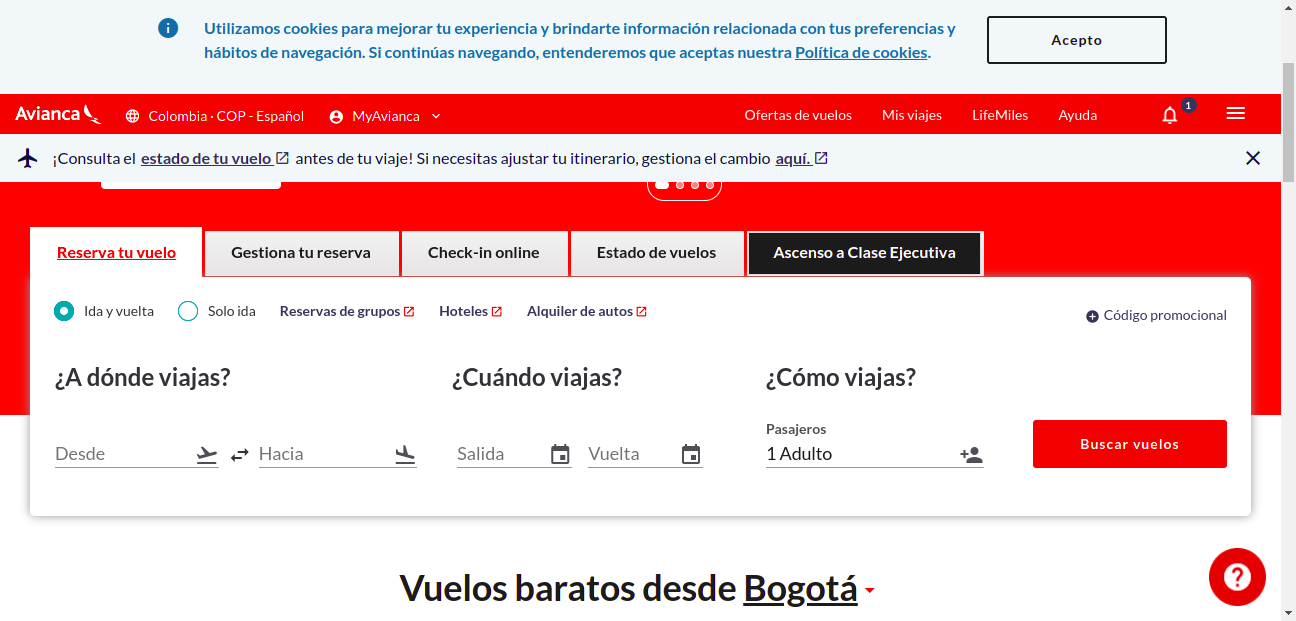 Utilizamos cookies para mejorar tu experiencia y brindarte información relacionada con tus preferencias y
hábitos de navegación. Si continúas navegando, entenderemos que aceptas nuestra Política de cookies.
Acepto
Avianca
Colombia · COP - Español
MyAvianca
Ofertas de vuelos
Mis viajes
LifeMiles
Ayuda
1
¡Consulta el estado de tu vuelo antes de tu viaje! Si necesitas ajustar tu itinerario, gestiona el cambio aquí.
Reserva tu vuelo
Gestiona tu reserva
Check-in online
Estado de vuelos
Ascenso a Clase Ejecutiva
Ida y vuelta
Solo ida
Reservas de grupos
Hoteles
Alquiler de autos
Código promocional
¿A dónde viajas?
¿Cuándo viajas?
¿Cómo viajas?
Desde
Hacia
Salida
Vuelta
Pasajeros
1 Adulto
Buscar vuelos
Vuelos baratos desde Bogotá